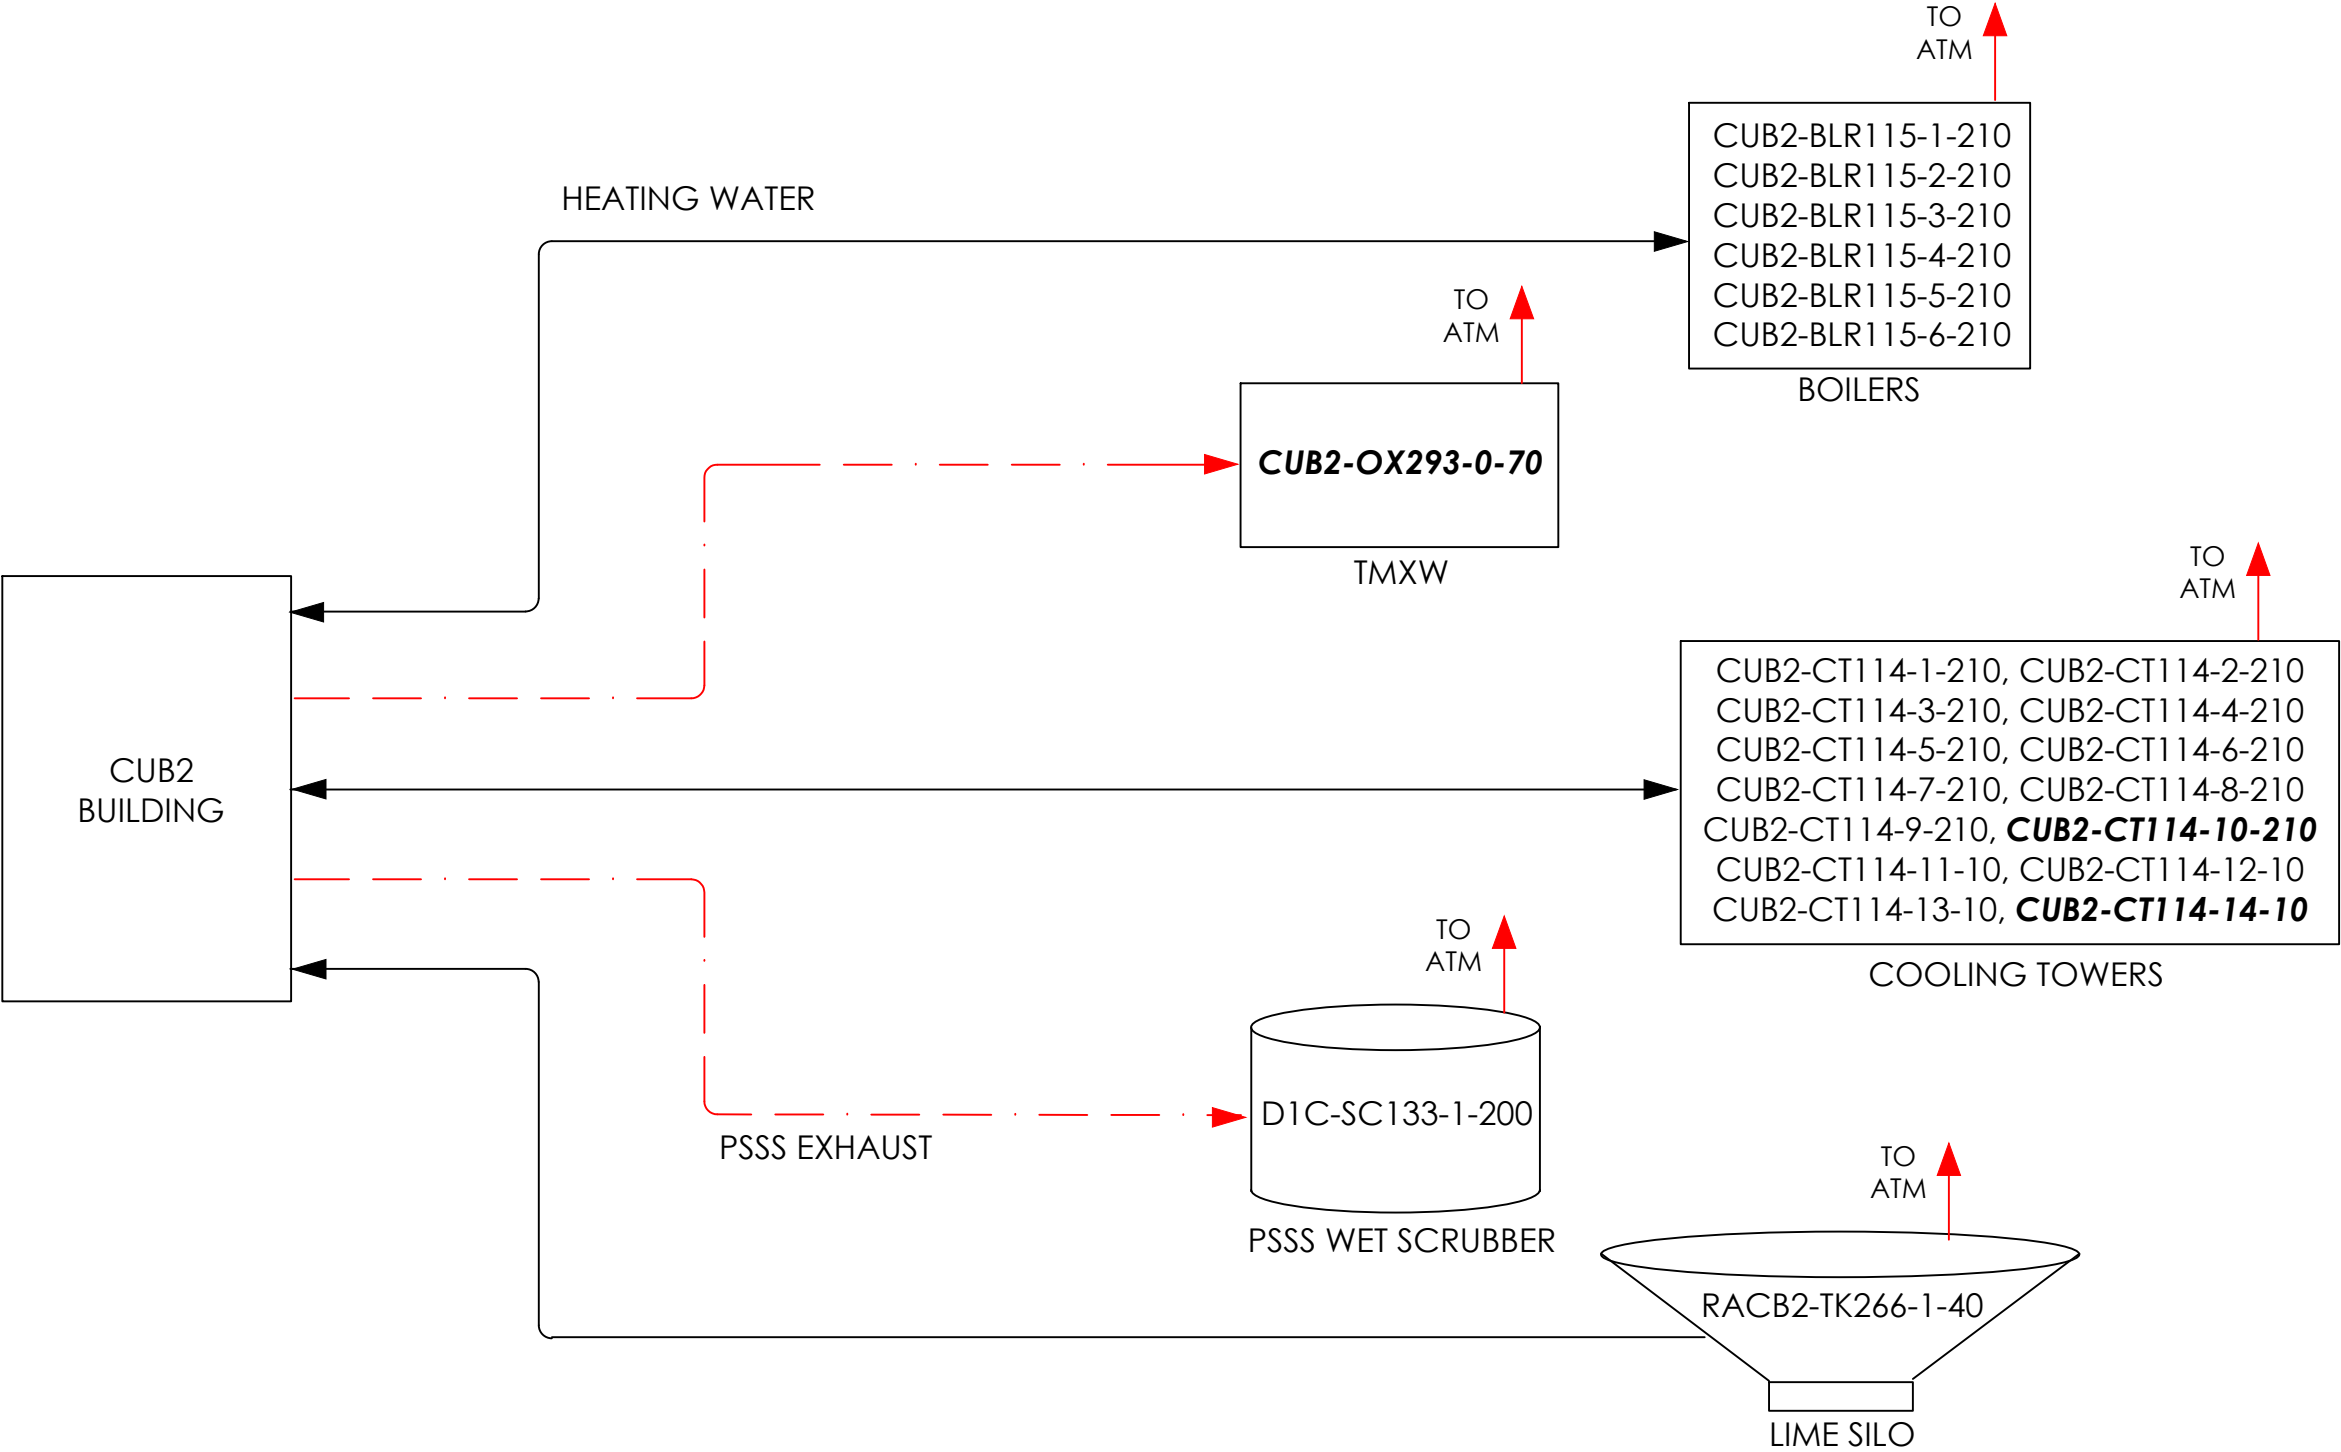 TO
ATM
CUB2-BLR115-1-210
CUB2-BLR115-2-210
CUB2-BLR115-3-210
CUB2-BLR115-4-210
CUB2-BLR115-5-210
CUB2-BLR115-6-210
BOILERS
HEATING WATER
TO
ATM
CUB2-OX293-0-70
TMXW
TO
ATM
CUB2-CT114-1-210, CUB2-CT114-2-210
CUB2-CT114-3-210, CUB2-CT114-4-210
CUB2-CT114-5-210, CUB2-CT114-6-210
CUB2-CT114-7-210, CUB2-CT114-8-210
CUB2-CT114-9-210, CUB2-CT114-10-210
CUB2-CT114-11-10, CUB2-CT114-12-10
CUB2-CT114-13-10, CUB2-CT114-14-10
COOLING TOWERS
CUB2
BUILDING
TO
ATM
D1C-SC133-1-200
PSSS EXHAUST
PSSS WET SCRUBBER
TO
ATM
RACB2-TK266-1-40
LIME SILO